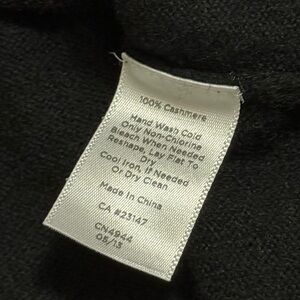 100% Cashmere
Hand Wash Cold
Only Non-Chlorine
Bleach When Needed
Reshape, Lay Flat To
Dry
Cool Iron, If Needed
Or Dry Clean
Made In China
CA #23147
CN4944
05/13